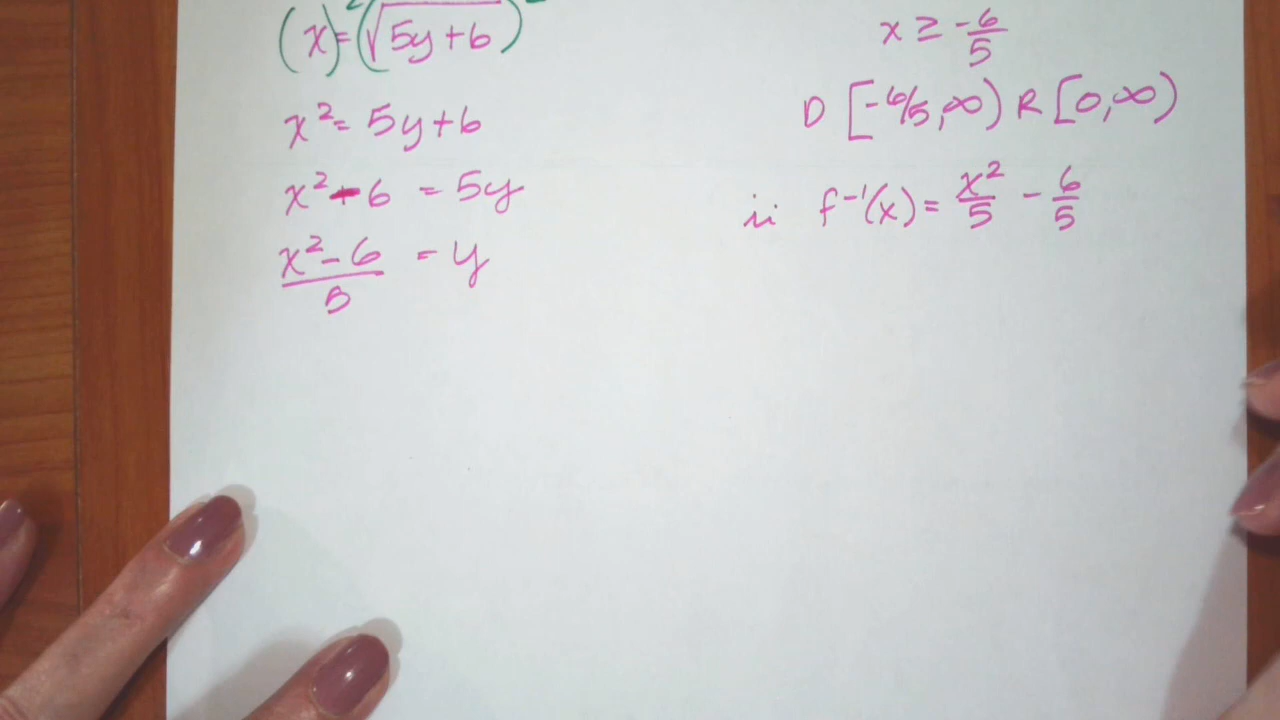 (x)²=(√5y+6)²
x² = 5y+6
x² - 6 = 5y
x² - 6 / 5 = y
x ≥ -6/5
D [-6/5, ∞) R [0, ∞)
ii f⁻¹(x) = x²/5 - 6/5